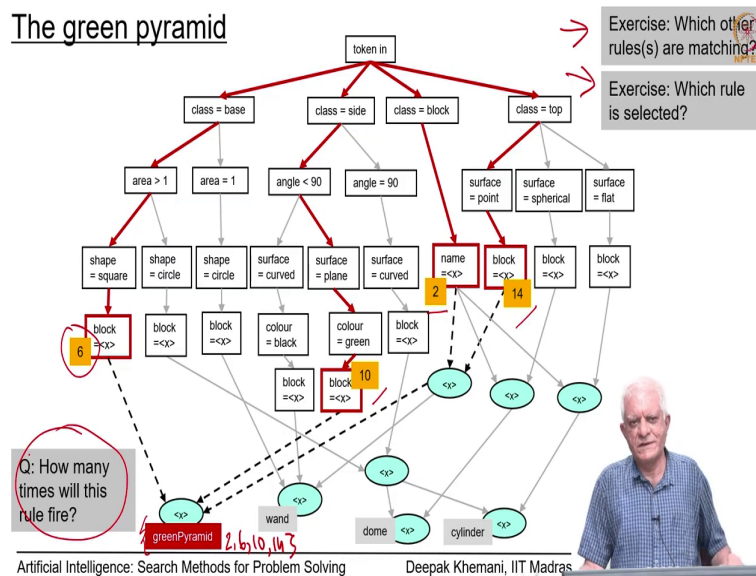 The green pyramid
Exercise: Which other
rules(s) are matching?
NPTEL
Exercise: Which rule
is selected?
token in
class = base
class = side
class = block
class = top
area > 1
area = 1
angle < 90
angle = 90
surface
= point
surface
= spherical
surface
= flat
shape
= square
shape
= circle
shape
= circle
surface
= curved
surface
= plane
surface
= curved
name
=<x>
block
=<x>
block
=<x>
block
=<x>
2
14
block
=<x>
6
block
=<x>
block
=<x>
colour
= black
colour
= green
block
=<x>
block
=<x>
block
=<x>
10
<x>
<x>
<x>
Q: How many
times will this
rule fire?
<x>
<x>
<x>
<x>
<x>
greenPyramid
2,6,10,14}
wand
dome
cylinder
Artificial Intelligence: Search Methods for Problem Solving
Deepak Khemani, IIT Madras